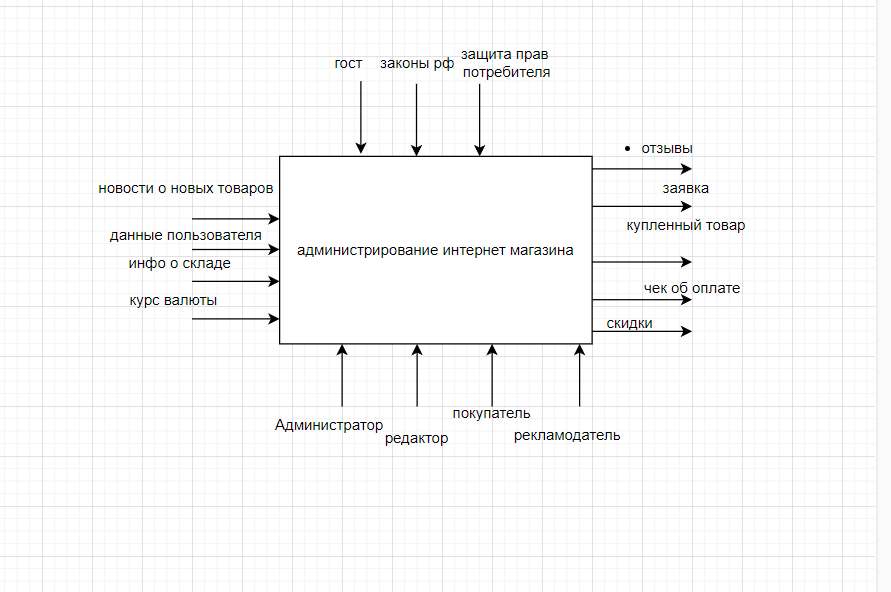 гост
законы рф
защита прав
потребителя
• отзывы
новости о новых товаров
заявка
купленный товар
данные пользователя
администрирование интернет магазина
инфо о складе
чек об оплате
курс валюты
скидки
Администратор
редактор
покупатель
рекламодатель